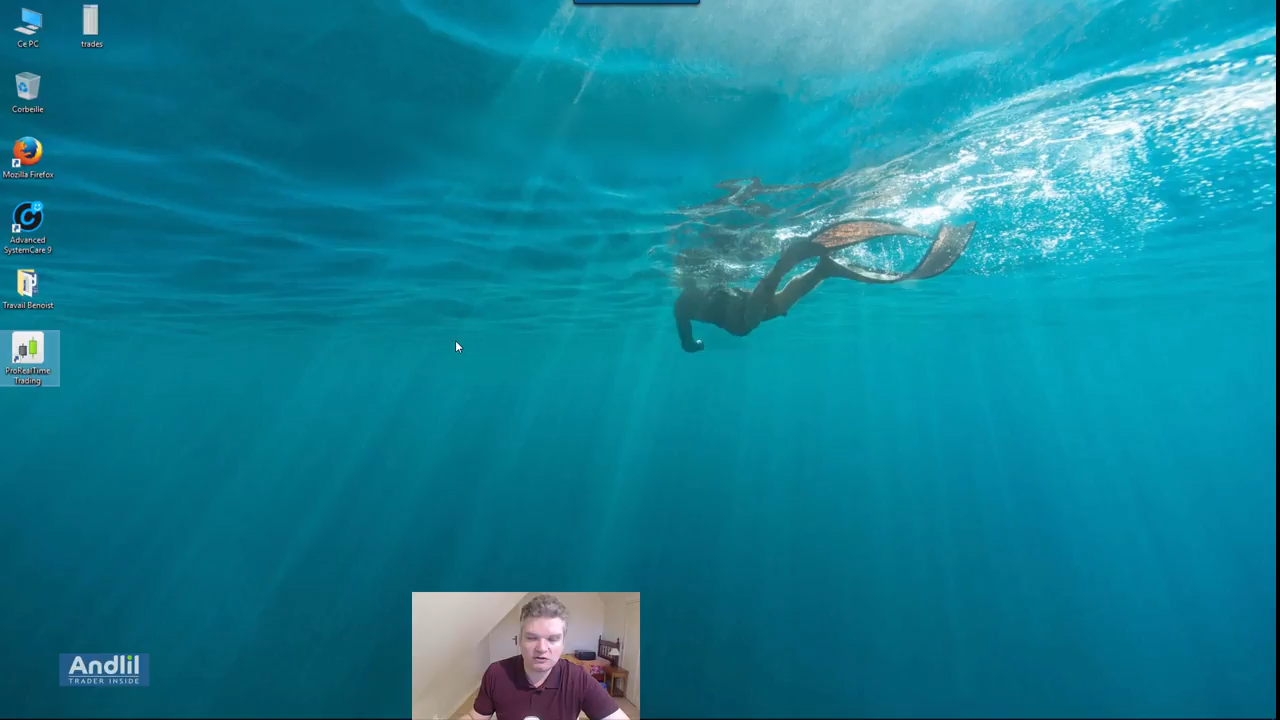 Ce PC
trades
Corbeille
Mozilla Firefox
Advanced
SystemCare 9
Travail Benoist
ProRealTime
Trading
Andlil
TRADER INSIDE